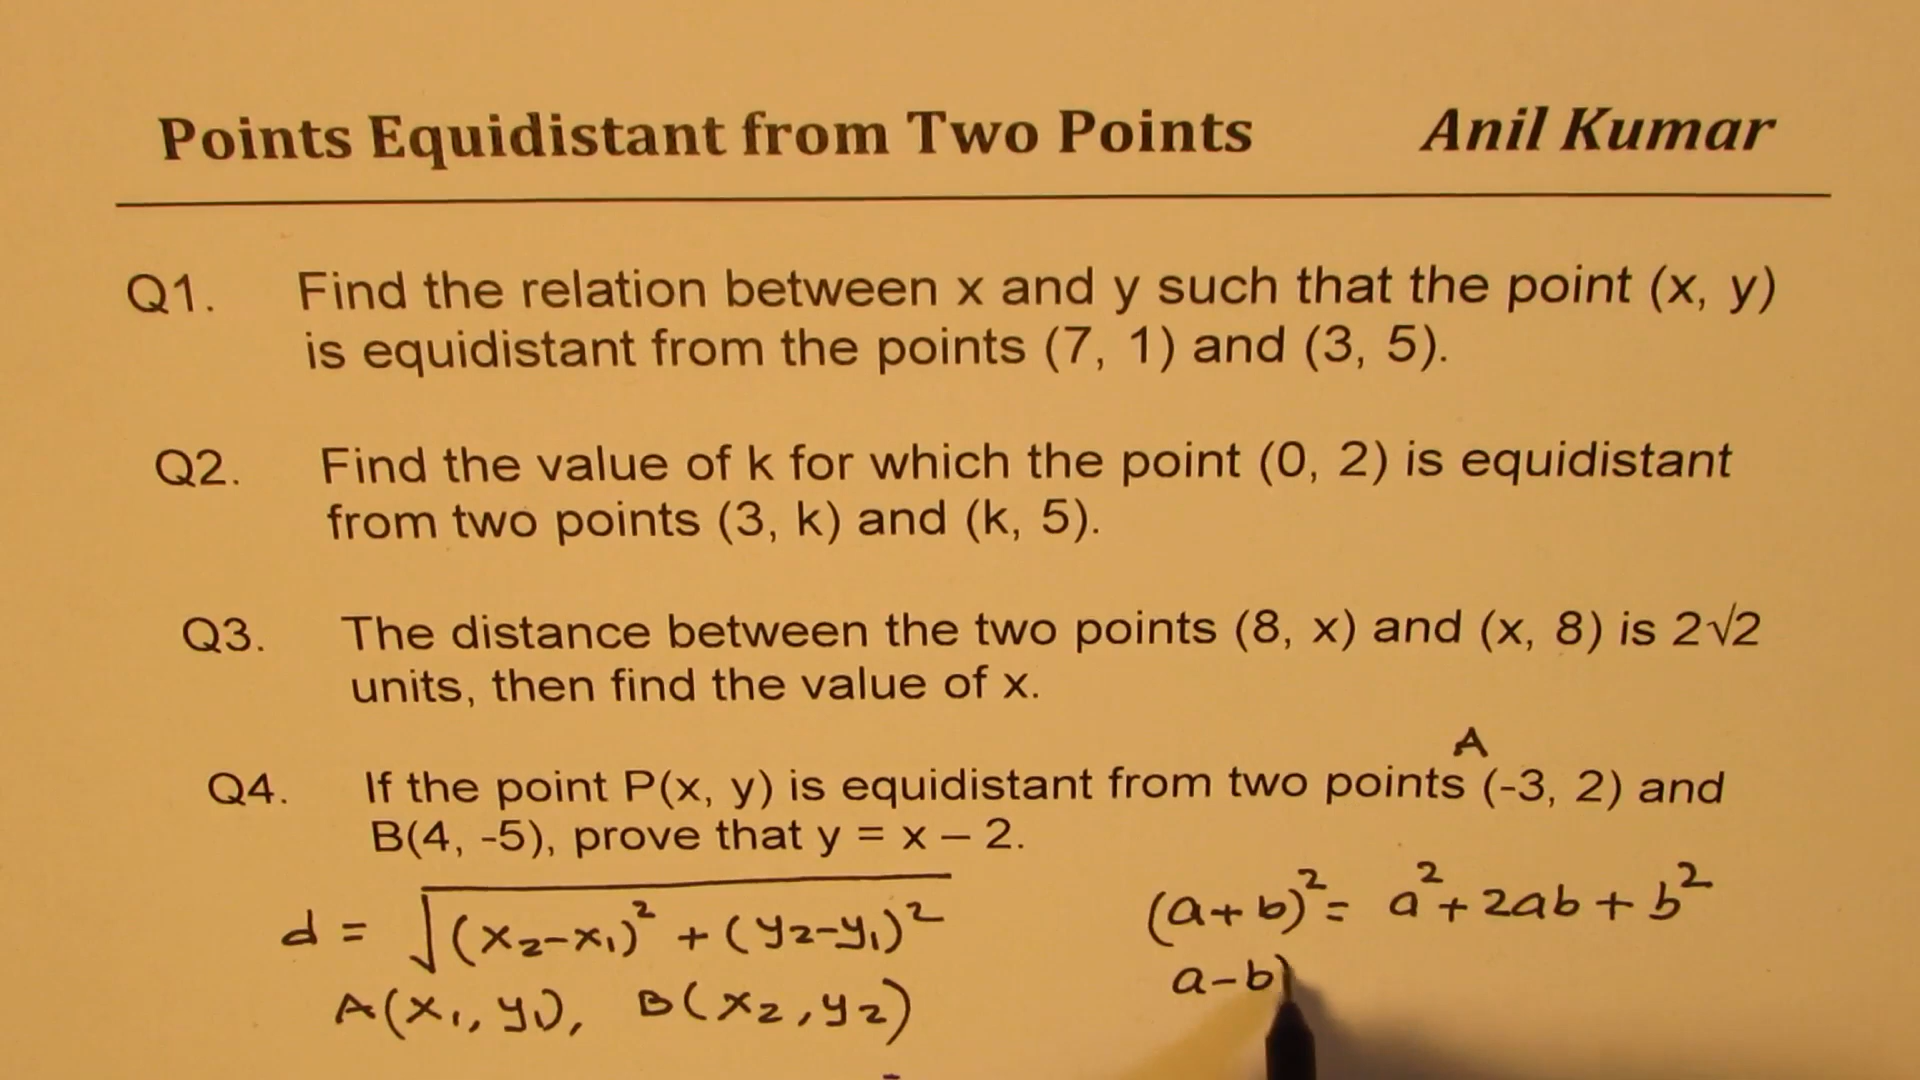 Points Equidistant from Two Points Anil Kumar
Q1. Find the relation between x and y such that the point (x, y)
is equidistant from the points (7, 1) and (3, 5).
Q2. Find the value of k for which the point (0, 2) is equidistant
from two points (3, k) and (k, 5).
Q3. The distance between the two points (8, x) and (x, 8) is 2√2
units, then find the value of x.
A
Q4. If the point P(x, y) is equidistant from two points (-3, 2) and
B(4, -5), prove that y = x – 2.
d = √(x₂-x₁)² + (y₂-y₁)²
(a+b)² = a² + 2ab + b²
A(x₁, y₁), B(x₂, y₂)
a-b)